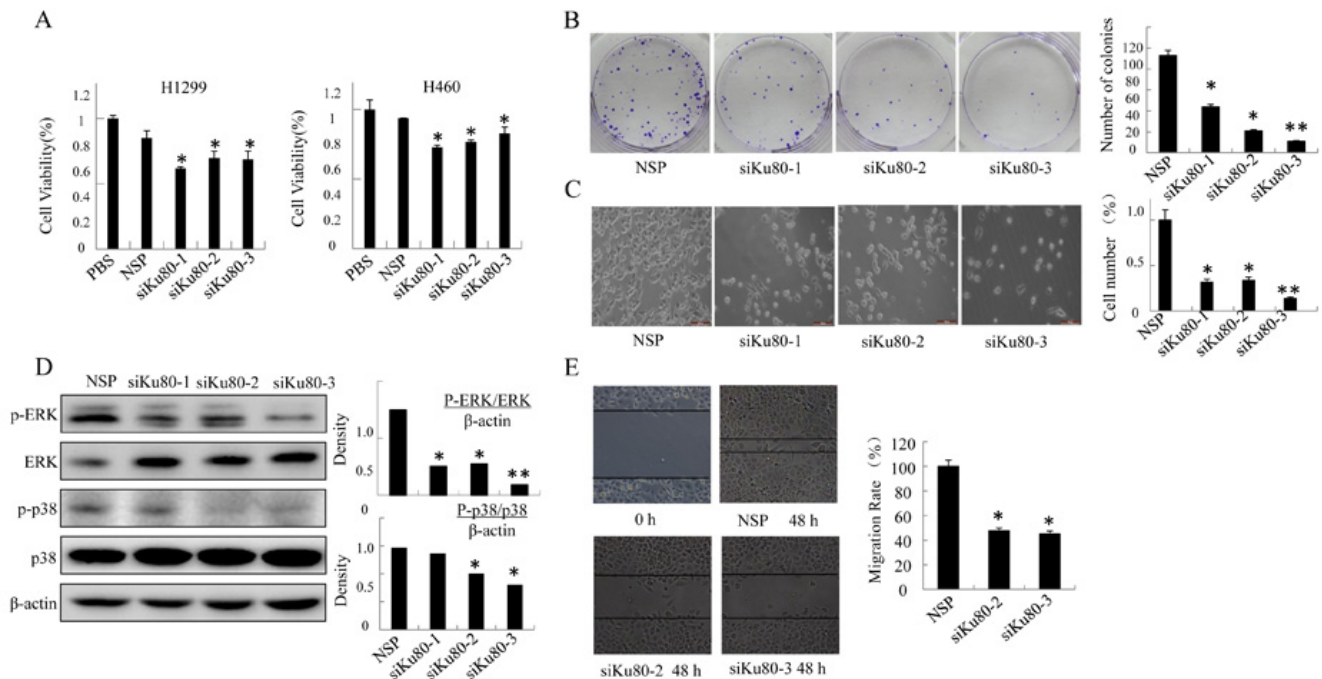 A
H1299
Cell Viability(%)
1.2
1
0.8
0.6
0.4
0.2
0
PBS
NSP
siKu80-1
siKu80-2
siKu80-3
*
*
*
H460
Cell Viability(%)
1.2
1
0.8
0.6
0.4
0.2
0
PBS
NSP
siKu80-1
siKu80-2
siKu80-3
*
*
*
B
NSP
siKu80-1
siKu80-2
siKu80-3
Number of colonies
120
100
80
60
40
20
0
NSP
siKu80-1
siKu80-2
siKu80-3
*
*
**
C
NSP
siKu80-1
siKu80-2
siKu80-3
Cell number (%)
1.0
0.5
0
NSP
siKu80-1
siKu80-2
siKu80-3
*
*
**
D
NSP siKu80-1 siKu80-2 siKu80-3
p-ERK
ERK
p-p38
p38
β-actin
P-ERK/ERK
β-actin
Density
1.0
0.5
0
*
*
**
P-p38/p38
β-actin
Density
1.0
0.5
0
*
*
NSP
siKu80-1
siKu80-2
siKu80-3
E
0 h
NSP 48 h
siKu80-2 48 h
siKu80-3 48 h
Migration Rate (%)
120
100
80
60
40
20
0
NSP
siKu80-2
siKu80-3
*
*